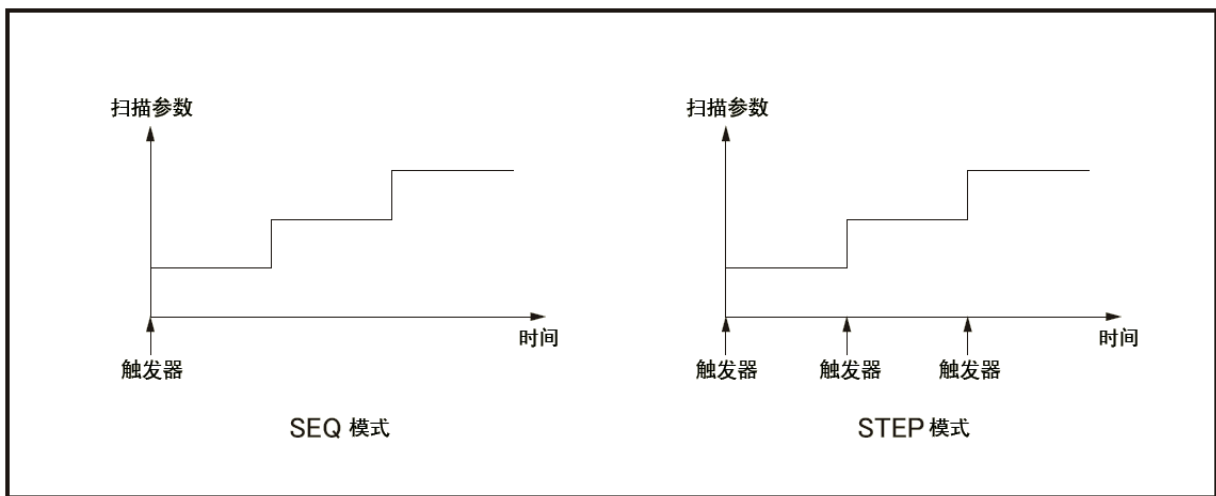 扫描参数
时间
触发器
SEQ 模式
扫描参数
时间
触发器 触发器 触发器
STEP 模式